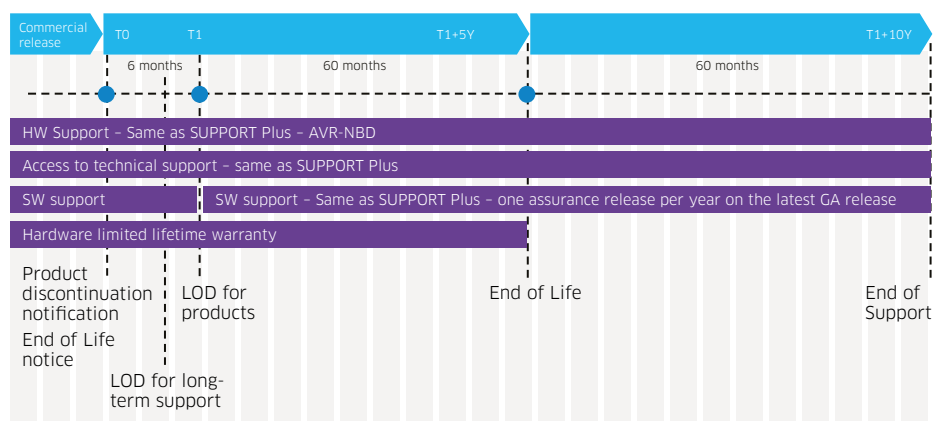 Commercial
release
T0
T1
T1+5Y
T1+10Y
6 months
60 months
60 months
HW Support – Same as SUPPORT Plus – AVR-NBD
Access to technical support – same as SUPPORT Plus
SW support
SW support – Same as SUPPORT Plus – one assurance release per year on the latest GA release
Hardware limited lifetime warranty
Product
discontinuation
notification
End of Life
notice
LOD for long-
term support
LOD for
products
End of Life
End of
Support